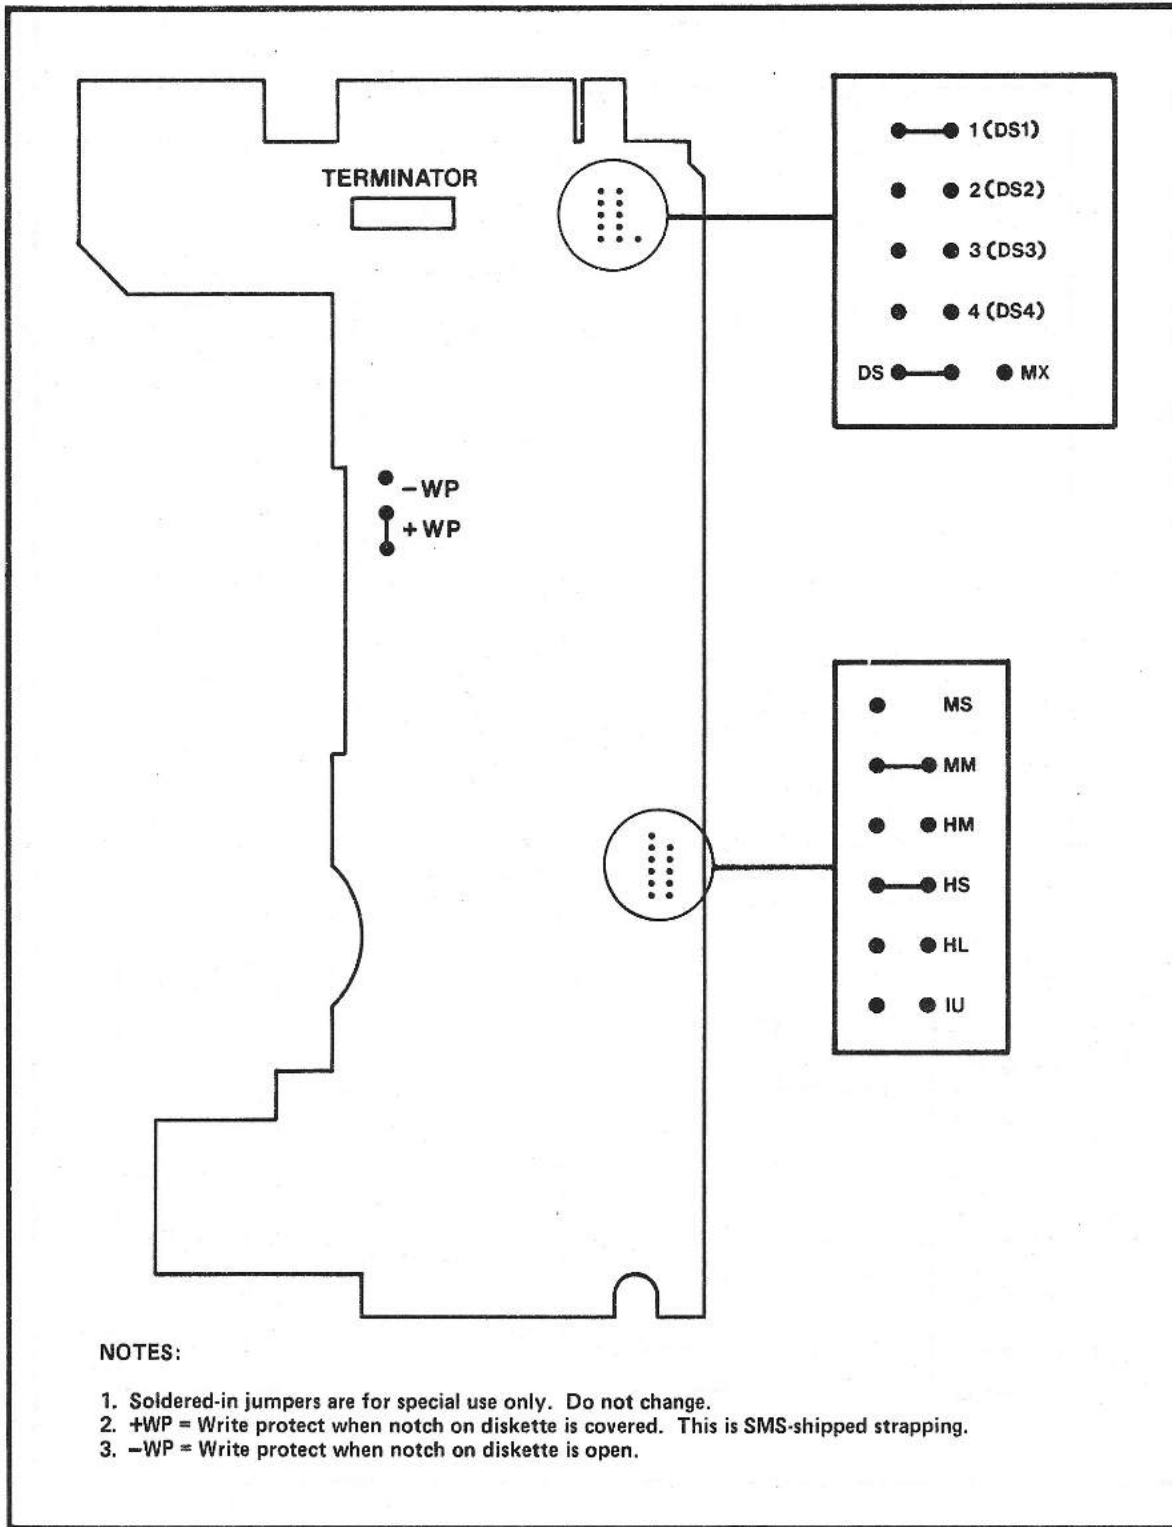 TERMINATOR
1 (DS1)
2 (DS2)
3 (DS3)
4 (DS4)
DS MX
–WP
+WP
MS
MM
HM
HS
HL
IU
NOTES:
1. Soldered-in jumpers are for special use only. Do not change.
2. +WP = Write protect when notch on diskette is covered. This is SMS-shipped strapping.
3. –WP = Write protect when notch on diskette is open.